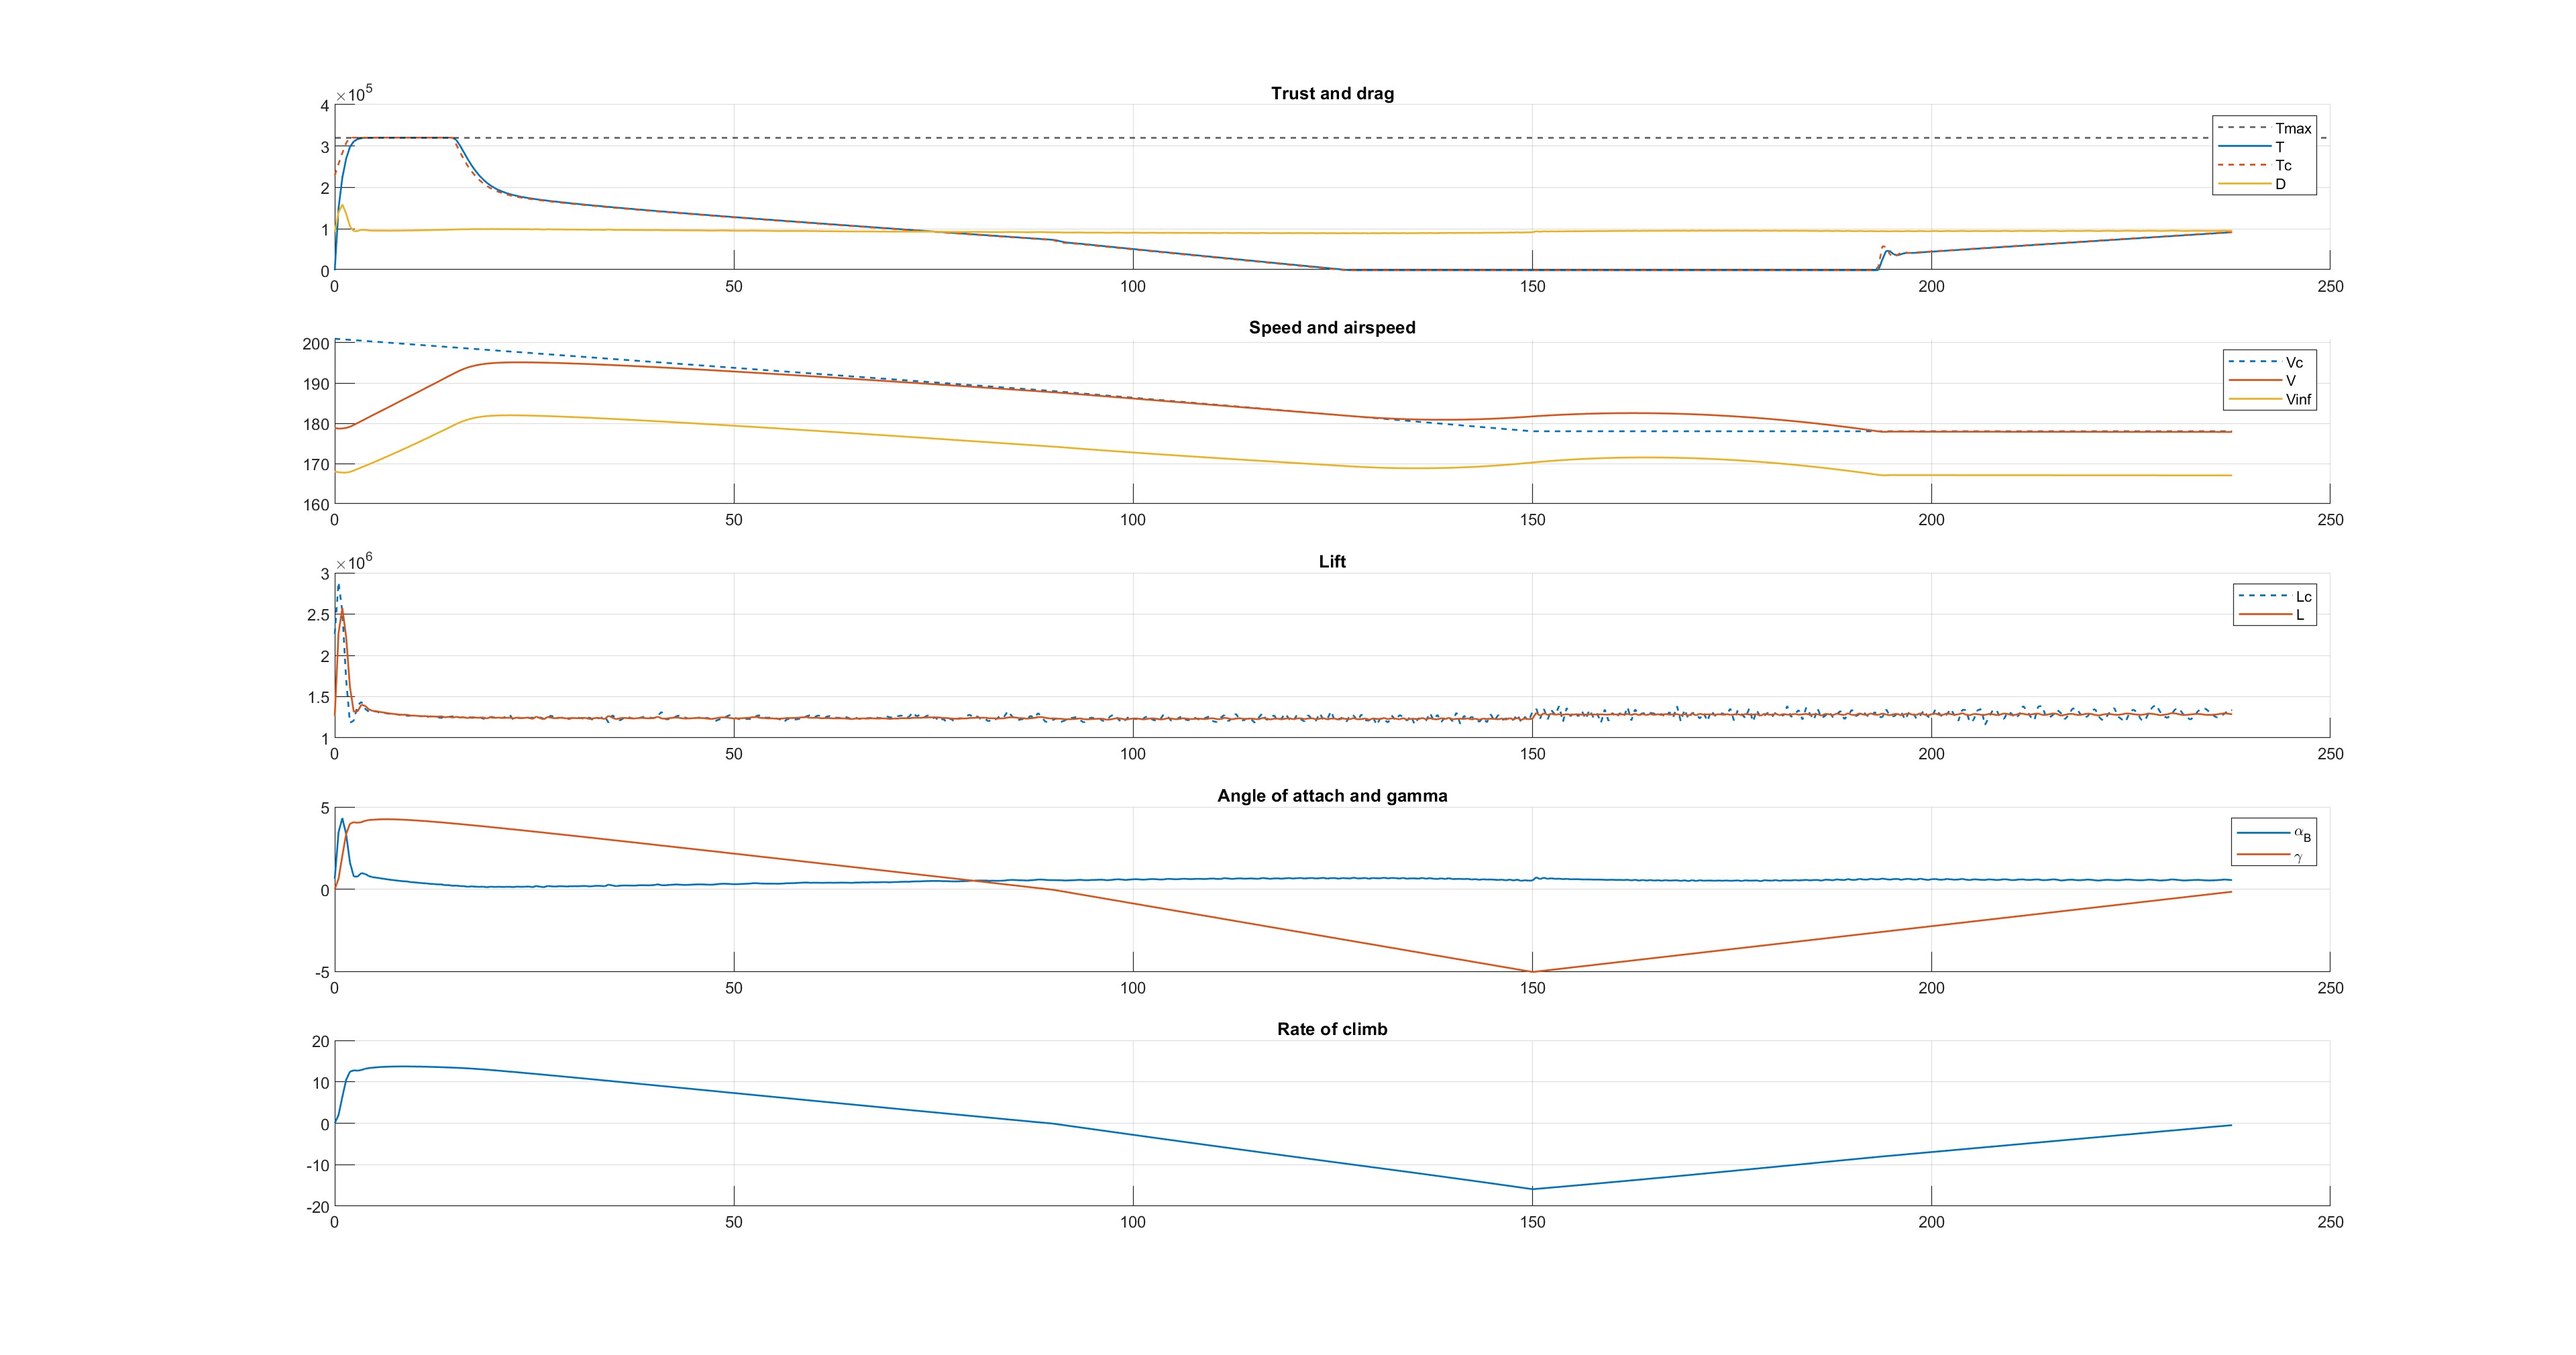 Trust and drag
×10^5
4
3
2
1
0
0 50 100 150 200 250
Tmax
T
Tc
D
Speed and airspeed
200
190
180
170
160
0 50 100 150 200 250
Vc
V
Vinf
Lift
×10^6
3
2.5
2
1.5
1
0 50 100 150 200 250
Lc
L
Angle of attach and gamma
5
0
-5
0 50 100 150 200 250
α_B
γ
Rate of climb
20
10
0
-10
-20
0 50 100 150 200 250